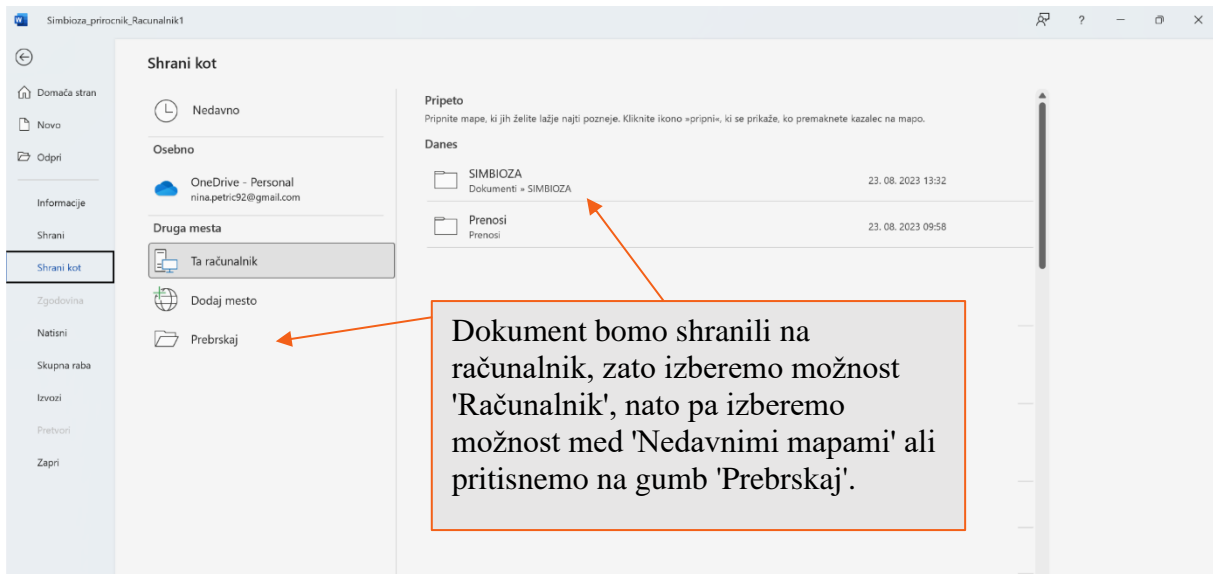 Simbioza_prirocnik_Racunalnik1
?
Shrani kot
Domača stran
Novo
Odpri
Informacije
Shrani
Shrani kot
Zgodovina
Natisni
Skupna raba
Izvozi
Pretvori
Zapri
Nedavno
Osebno
OneDrive - Personal
nina.petric92@gmail.com
Druga mesta
Ta računalnik
Dodaj mesto
Prebrskaj
Pripeto
Pripnite mape, ki jih želite lažje najti pozneje. Kliknite ikono »pripni«, ki se prikaže, ko premaknete kazalec na mapo.
Danes
SIMBIOZA 23. 08. 2023 13:32
Dokumenti » SIMBIOZA
Prenosi 23. 08. 2023 09:58
Prenosi
Dokument bomo shranili na
računalnik, zato izberemo možnost
'Računalnik', nato pa izberemo
možnost med 'Nedavnimi mapami' ali
pritisnemo na gumb 'Prebrskaj'.